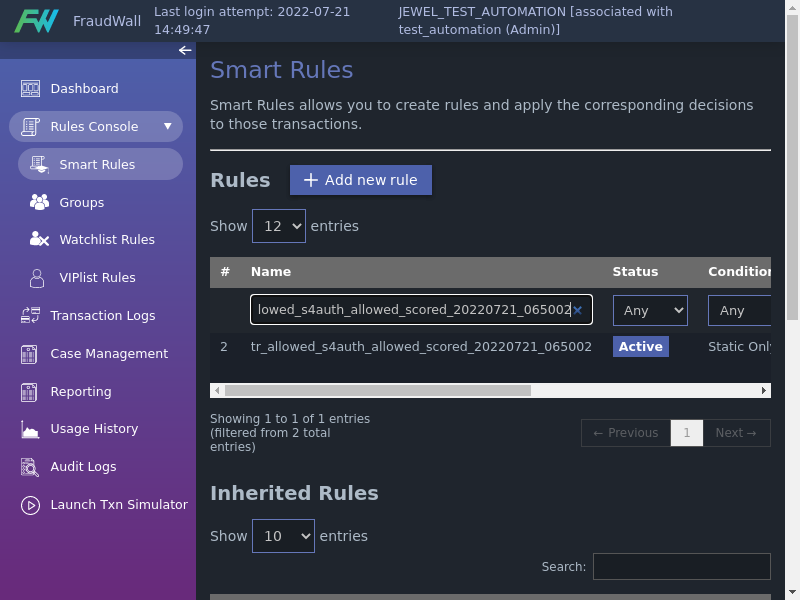 FW FraudWall
Last login attempt: 2022-07-21
14:49:47
JEWEL_TEST_AUTOMATION [associated with
test_automation (Admin)]
Dashboard
Rules Console
Smart Rules
Groups
Watchlist Rules
VIPlist Rules
Transaction Logs
Case Management
Reporting
Usage History
Audit Logs
Launch Txn Simulator
Smart Rules
Smart Rules allows you to create rules and apply the corresponding decisions
to those transactions.
Rules + Add new rule
Show 12 entries
# Name Status Condition
lowed_s4auth_allowed_scored_20220721_065002 × Any Any
2 tr_allowed_s4auth_allowed_scored_20220721_065002 Active Static Only
Showing 1 to 1 of 1 entries
(filtered from 2 total
entries)
← Previous 1 Next →
Inherited Rules
Show 10 entries
Search: